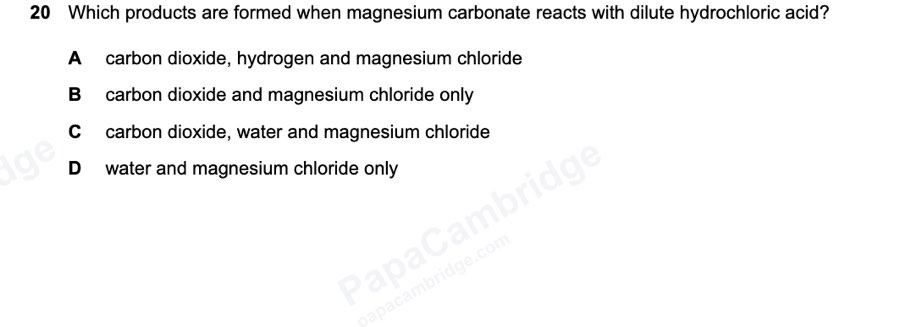 20 Which products are formed when magnesium carbonate reacts with dilute hydrochloric acid?
A carbon dioxide, hydrogen and magnesium chloride
B carbon dioxide and magnesium chloride only
C carbon dioxide, water and magnesium chloride
D water and magnesium chloride only
dge
PapaCambridge
papacambridge.com